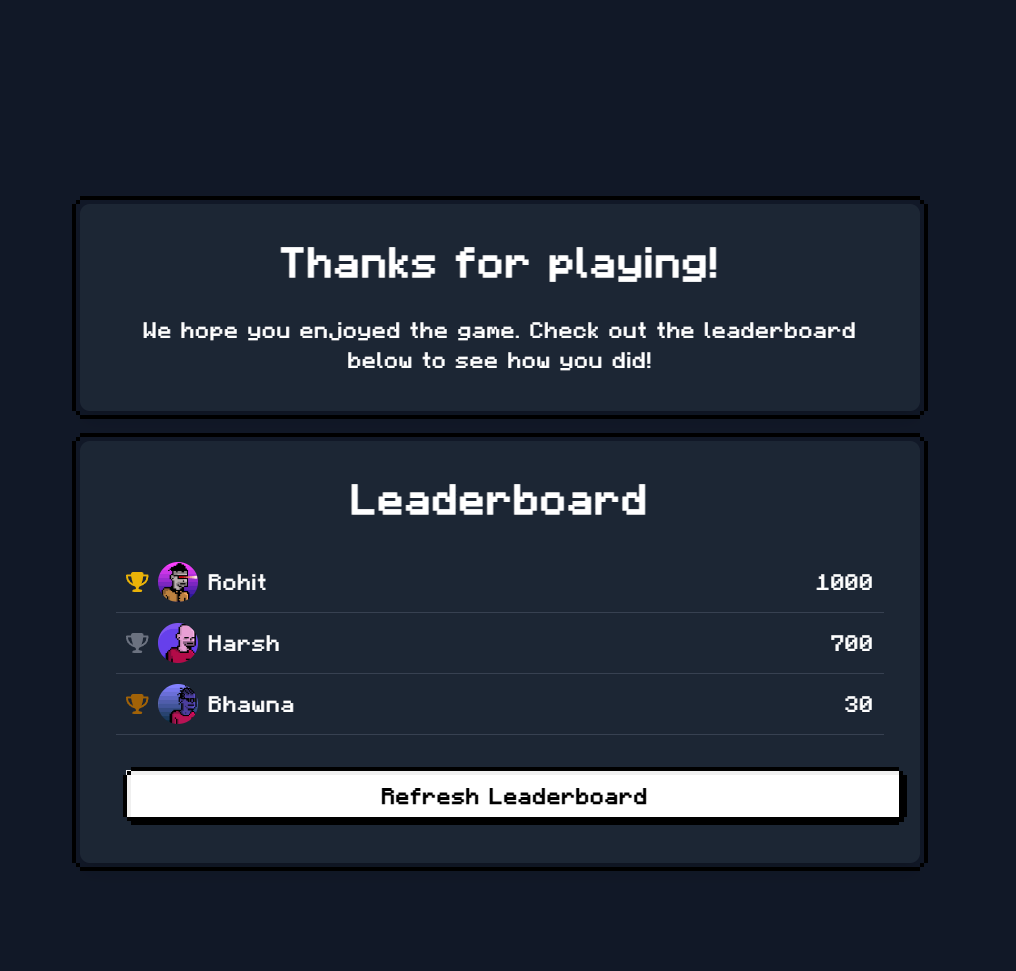 Thanks for playing!
We hope you enjoyed the game. Check out the leaderboard
below to see how you did!
Leaderboard
Rohit 1000
Harsh 700
Bhawna 30
Refresh Leaderboard